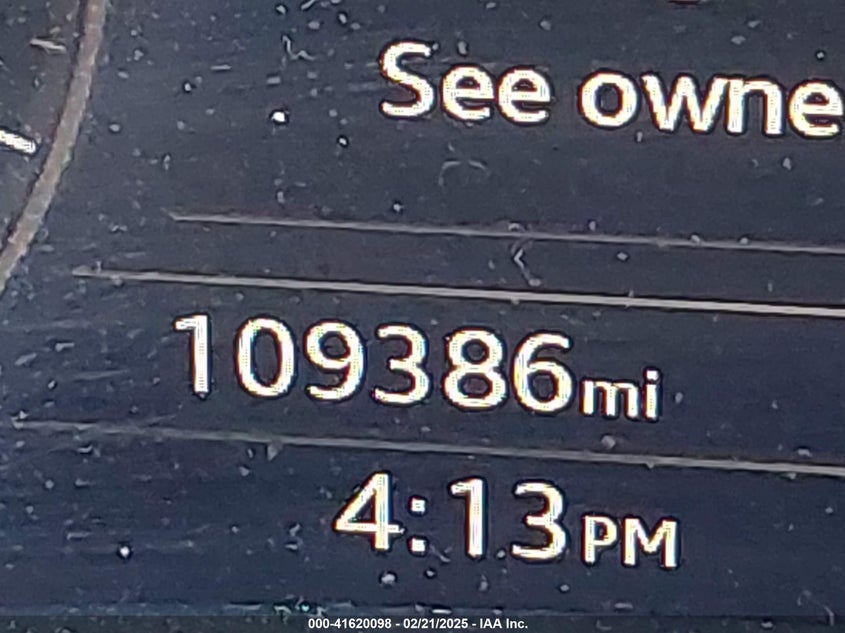 See owne
109386mi
4:13PM
000-41620098 - 02/21/2025 - IAA Inc.